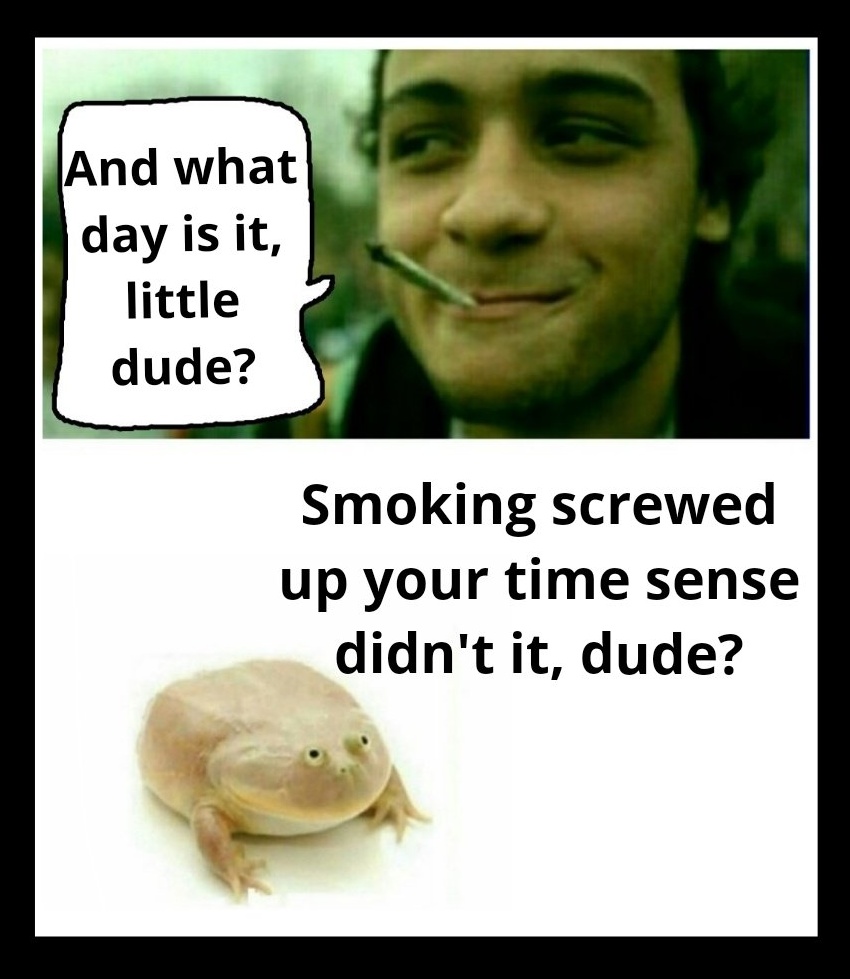 And what
day is it,
little
dude?
Smoking screwed
up your time sense
didn't it, dude?